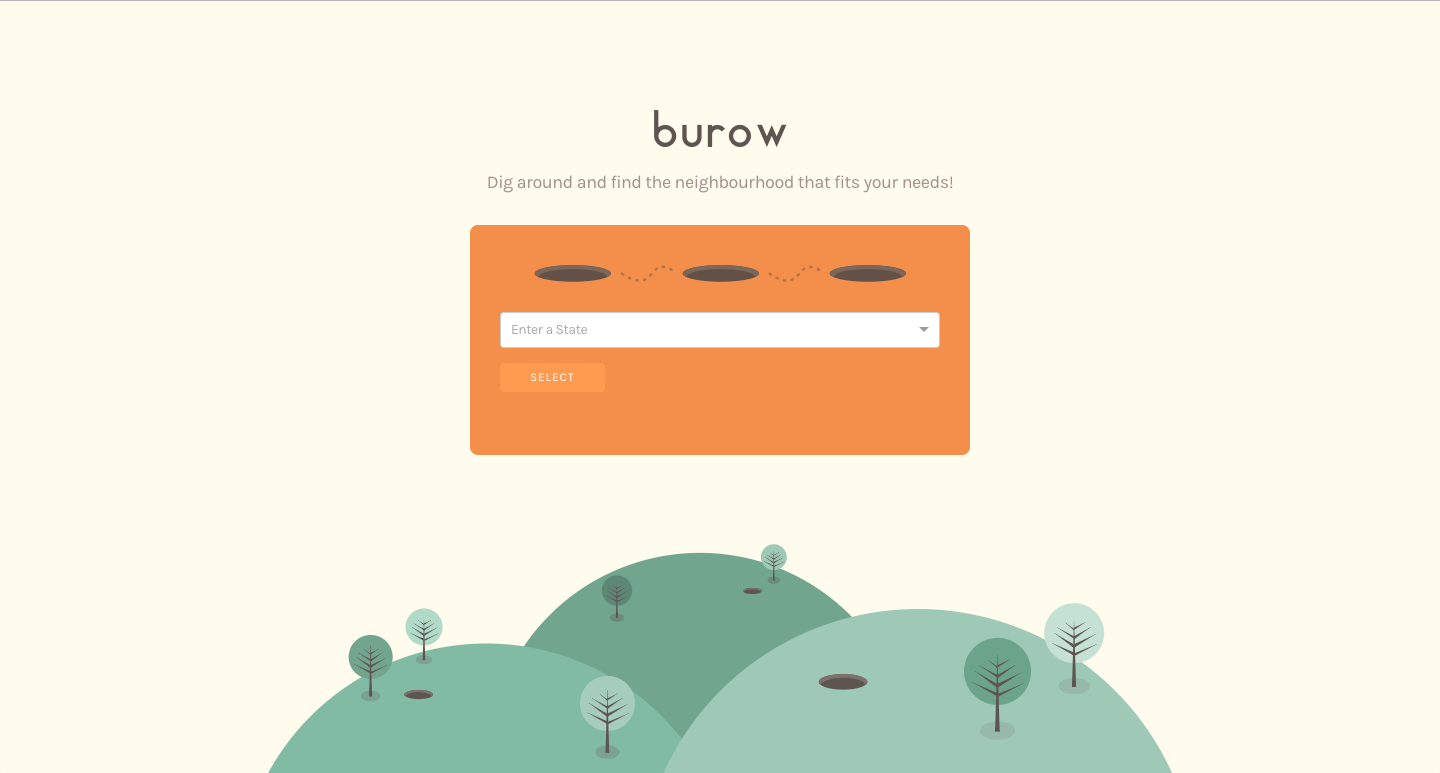 burow
Dig around and find the neighbourhood that fits your needs!
Enter a State
SELECT